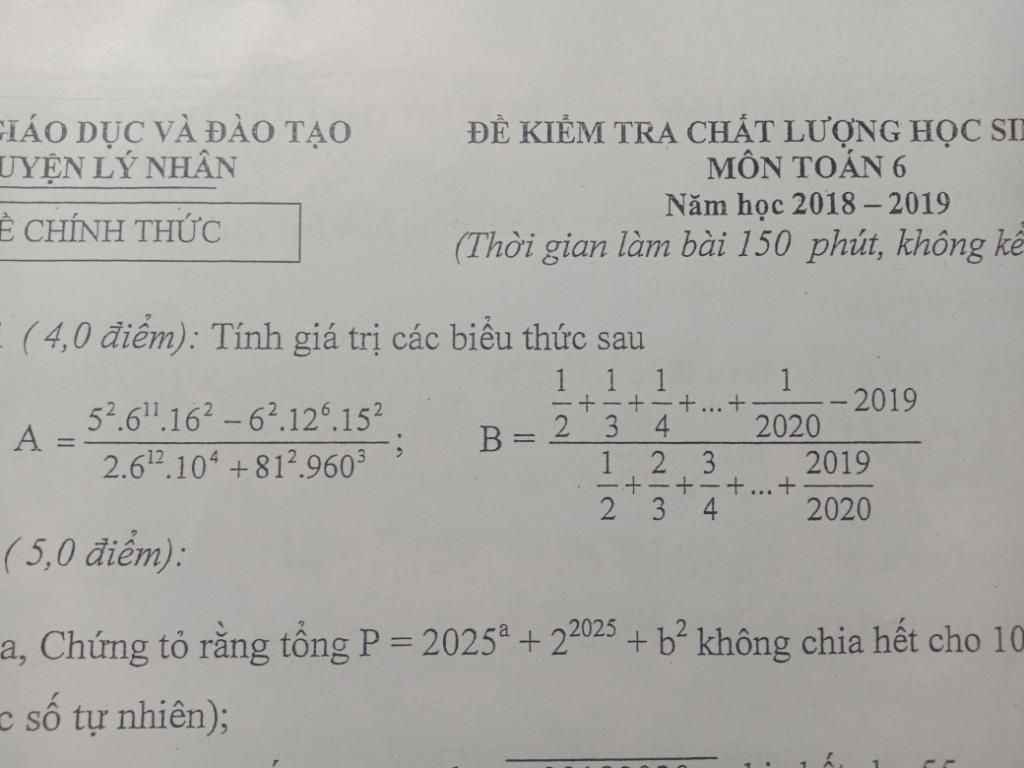 GIÁO DỤC VÀ ĐÀO TẠO
UYỆN LÝ NHÂN
Ề CHÍNH THỨC
ĐỀ KIỂM TRA CHẤT LƯỢNG HỌC SI
MÔN TOÁN 6
Năm học 2018 – 2019
(Thời gian làm bài 150 phút, không kể
( 4,0 điểm): Tính giá trị các biểu thức sau
A = (5².6¹¹.16² – 6².12⁶.15²) / (2.6¹².10⁴ + 81².960³) ; B = (1/2 + 1/3 + 1/4 + ... + 1/2020 – 2019) / (1/2 + 2/3 + 3/4 + ... + 2019/2020)
( 5,0 điểm):
a, Chứng tỏ rằng tổng P = 2025ᵃ + 2²⁰²⁵ + b² không chia hết cho 10
c số tự nhiên);